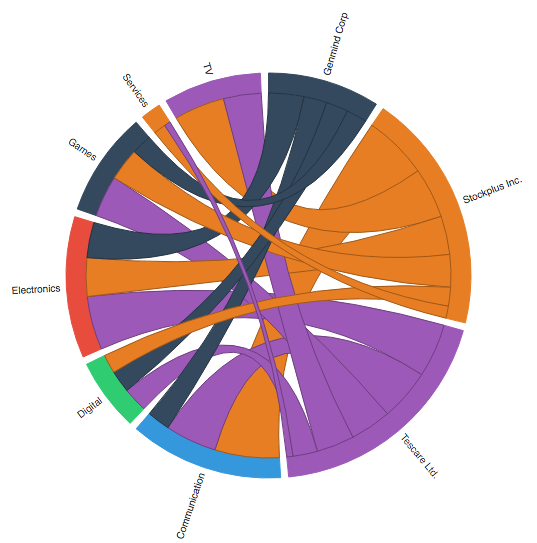 Genmind Corp
Stockplus Inc.
Tescare Ltd.
Communication
Digital
Electronics
Games
Services
TV